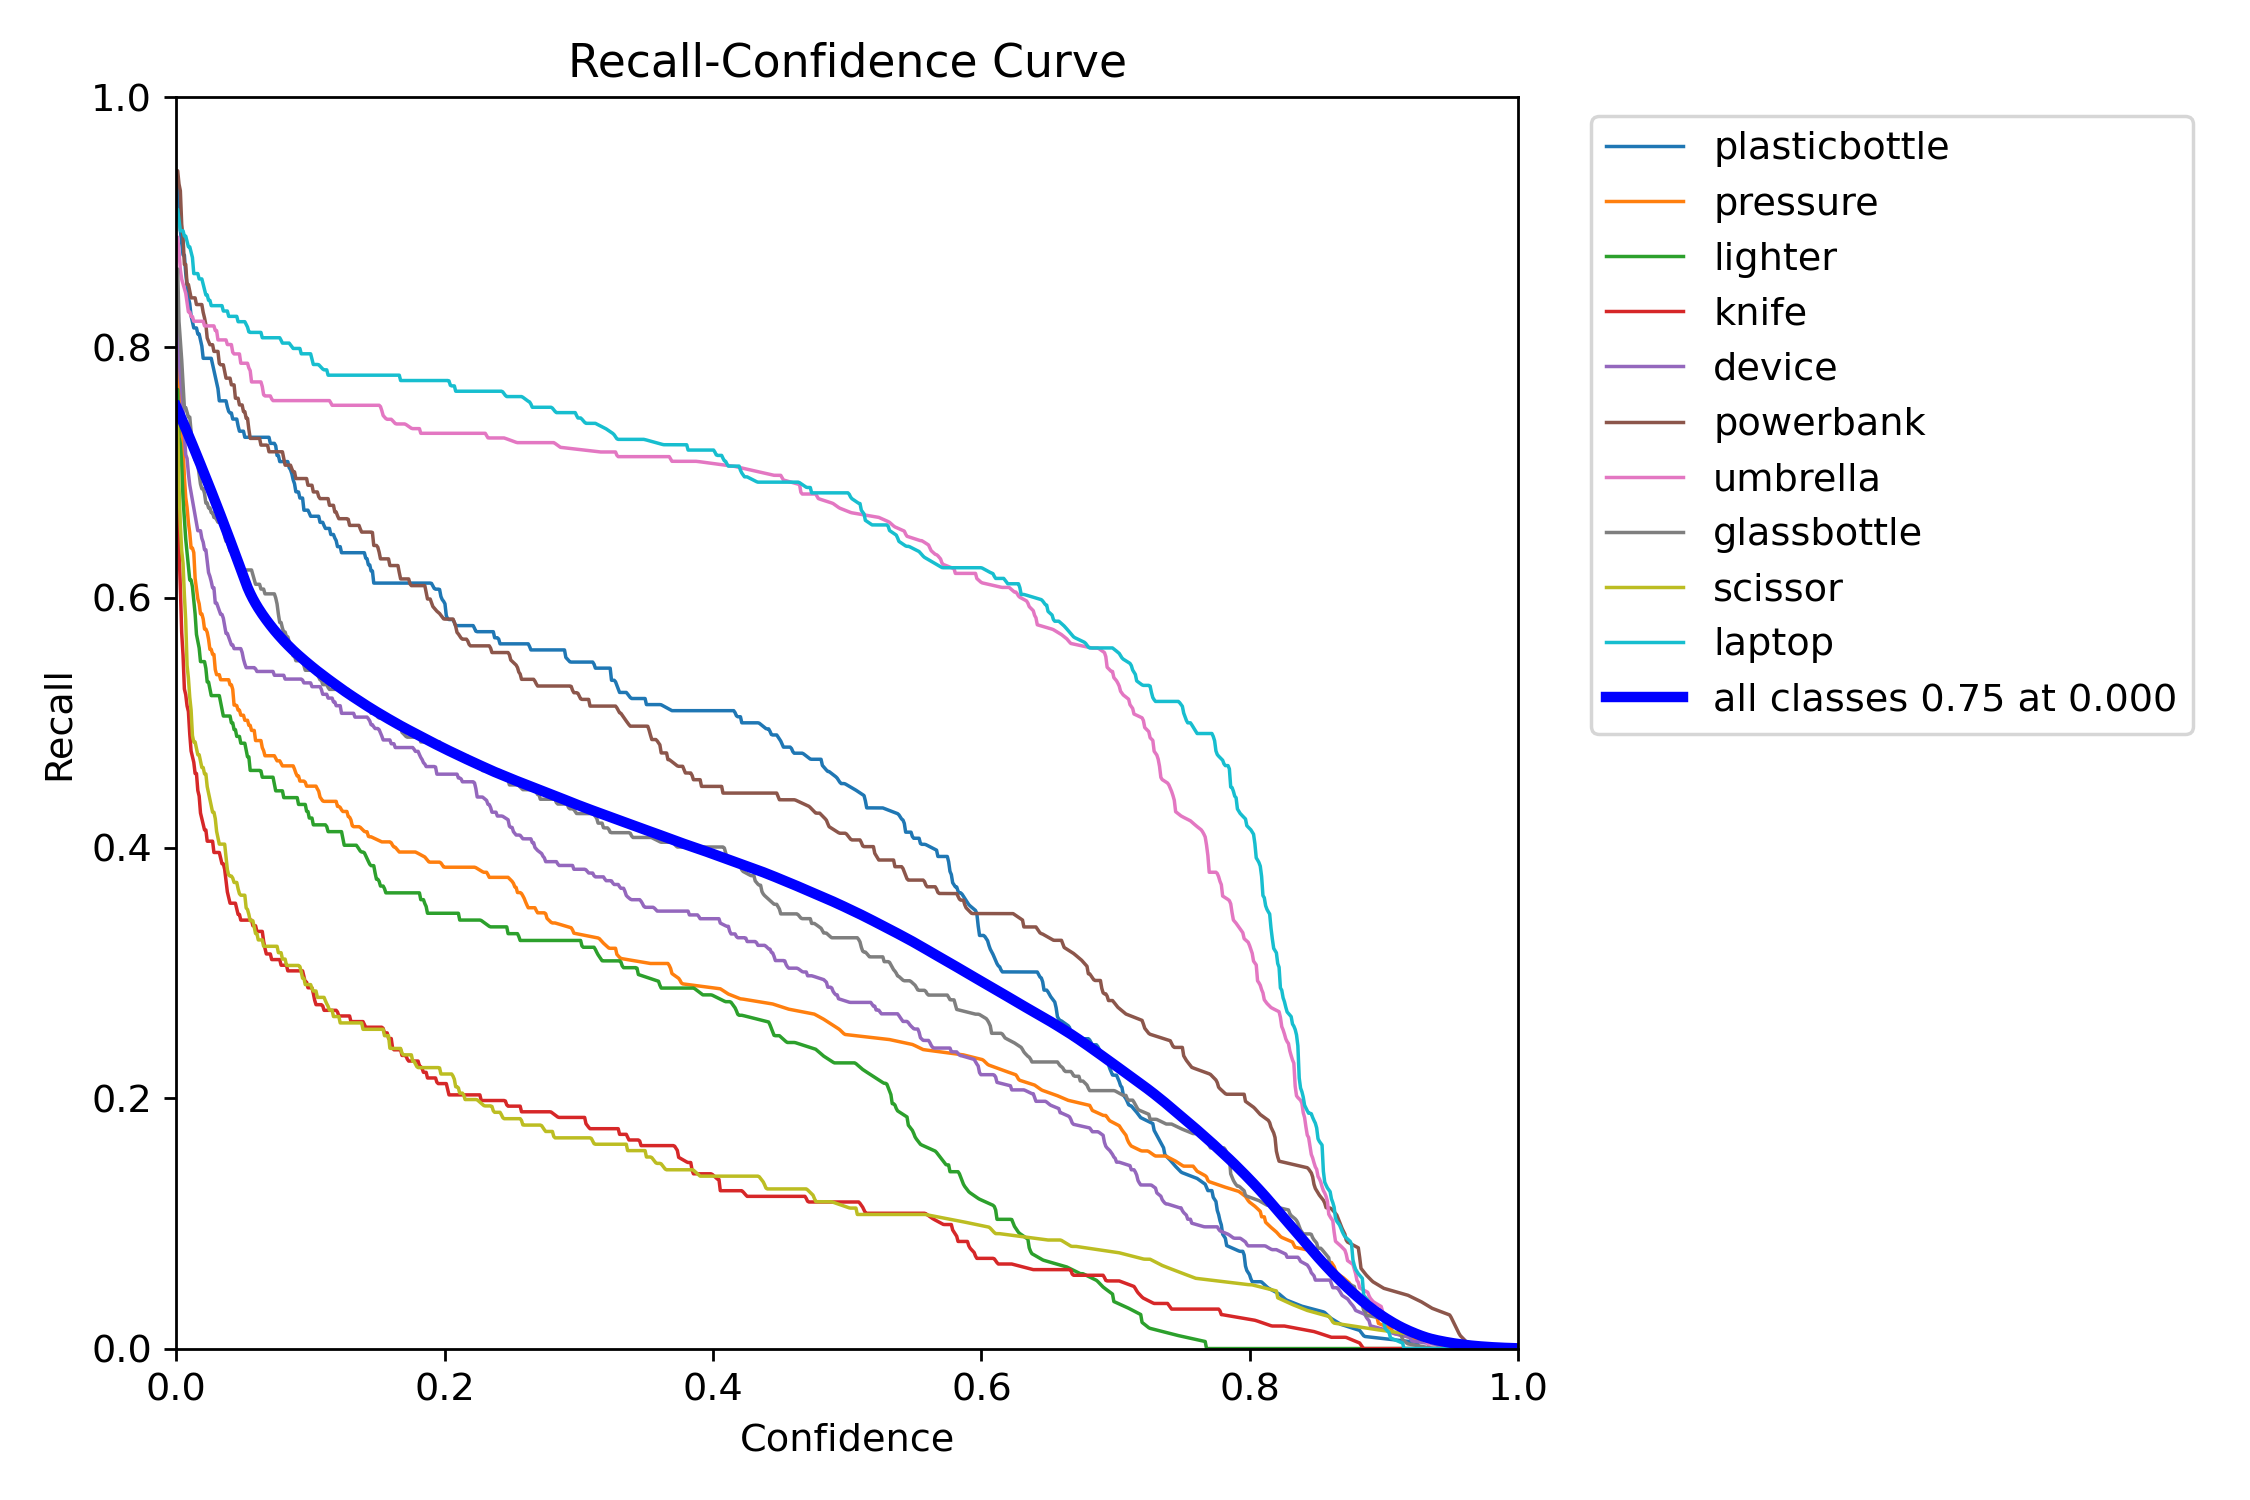 Recall-Confidence Curve
1.0
0.8
0.6
0.4
0.2
0.0
Recall
0.0 0.2 0.4 0.6 0.8 1.0
Confidence
plasticbottle
pressure
lighter
knife
device
powerbank
umbrella
glassbottle
scissor
laptop
all classes 0.75 at 0.000